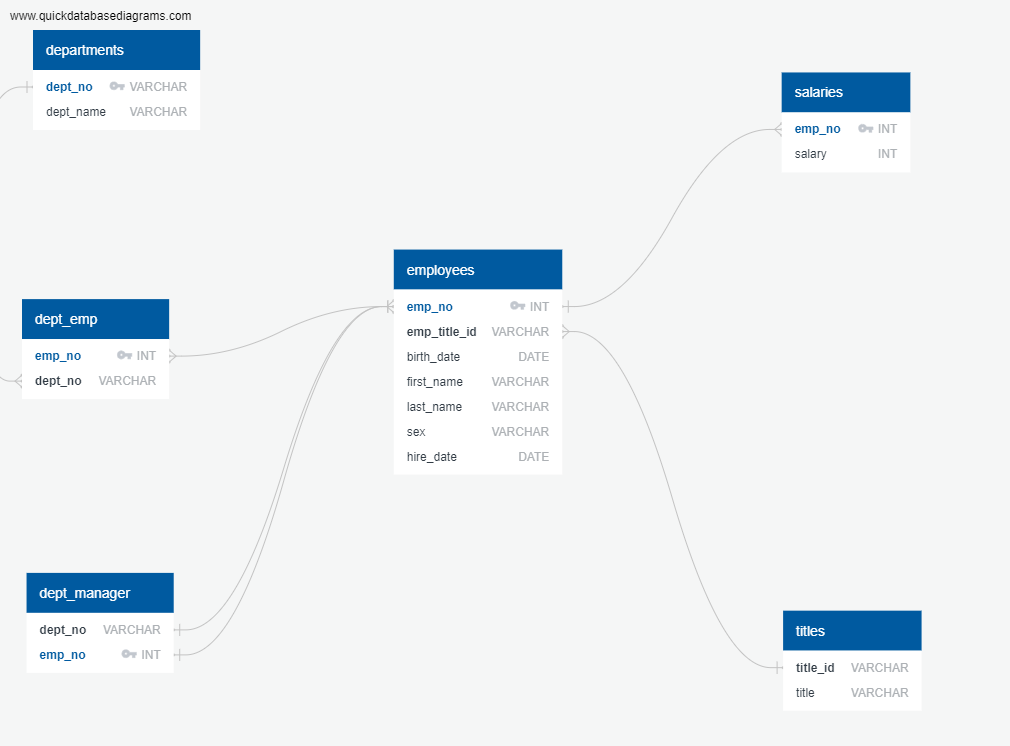 www.quickdatabasediagrams.com
departments
dept_no VARCHAR
dept_name VARCHAR
salaries
emp_no INT
salary INT
employees
emp_no INT
emp_title_id VARCHAR
birth_date DATE
first_name VARCHAR
last_name VARCHAR
sex VARCHAR
hire_date DATE
dept_emp
emp_no INT
dept_no VARCHAR
dept_manager
dept_no VARCHAR
emp_no INT
titles
title_id VARCHAR
title VARCHAR